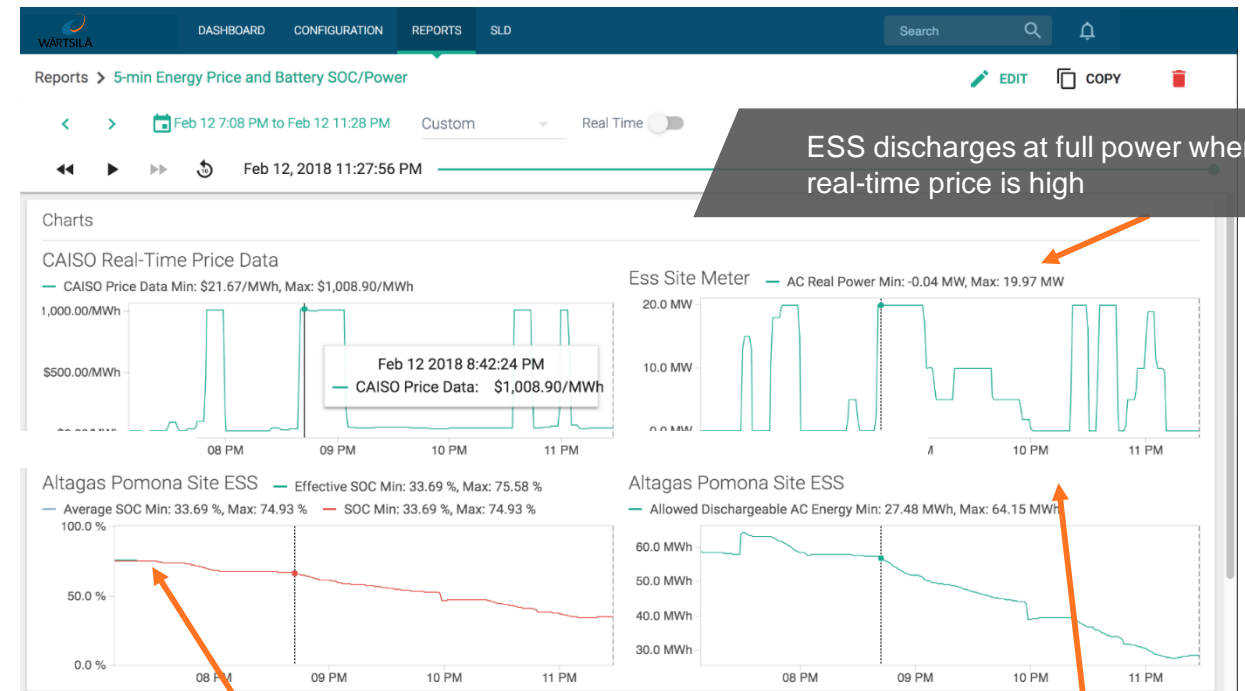 WÄRTSILÄ DASHBOARD CONFIGURATION REPORTS SLD Search
Reports > 5-min Energy Price and Battery SOC/Power EDIT COPY
Feb 12 7:08 PM to Feb 12 11:28 PM Custom Real Time
10 Feb 12, 2018 11:27:56 PM
ESS discharges at full power when
real-time price is high
Charts
CAISO Real-Time Price Data
— CAISO Price Data Min: $21.67/MWh, Max: $1,008.90/MWh
1,000.00/MWh
$500.00/MWh
Feb 12 2018 8:42:24 PM
— CAISO Price Data: $1,008.90/MWh
08 PM 09 PM 10 PM 11 PM
Ess Site Meter — AC Real Power Min: -0.04 MW, Max: 19.97 MW
20.0 MW
10.0 MW
0.0 MW
10 PM 11 PM
Altagas Pomona Site ESS — Effective SOC Min: 33.69 %, Max: 75.58 %
— Average SOC Min: 33.69 %, Max: 74.93 % — SOC Min: 33.69 %, Max: 74.93 %
100.0 %
50.0 %
0.0 %
08 PM 09 PM 10 PM 11 PM
Altagas Pomona Site ESS
— Allowed Dischargeable AC Energy Min: 27.48 MWh, Max: 64.15 MWh
60.0 MWh
50.0 MWh
40.0 MWh
30.0 MWh
08 PM 09 PM 10 PM 11 PM